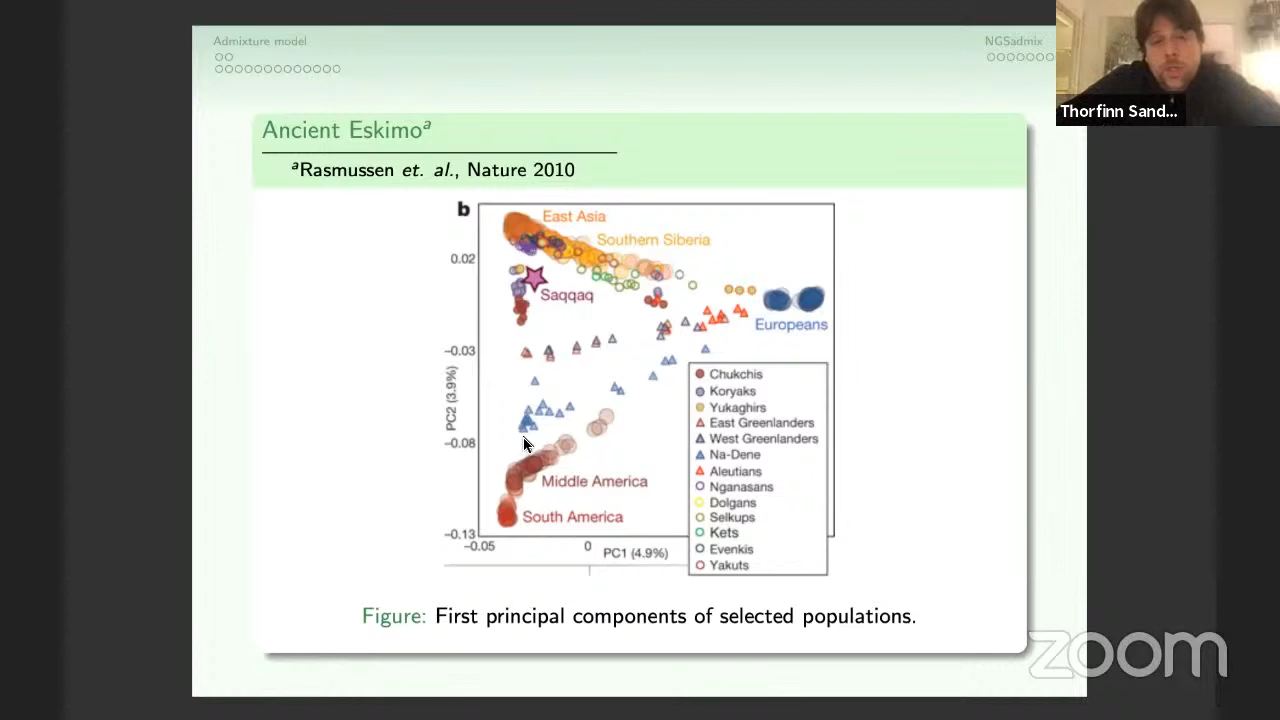 Admixture model
NGSadmix
Thorfinn Sand...
Ancient Eskimoᵃ
ᵃRasmussen et. al., Nature 2010
b
East Asia
Southern Siberia
0.02
Saqqaq
Europeans
−0.03
Chukchis
Koryaks
Yukaghirs
East Greenlanders
West Greenlanders
Na-Dene
Aleutians
Nganasans
Dolgans
Selkups
Kets
Evenkis
Yakuts
PC2 (3.9%)
−0.08
Middle America
South America
−0.13
−0.05
0
PC1 (4.9%)
Figure: First principal components of selected populations.
zoom